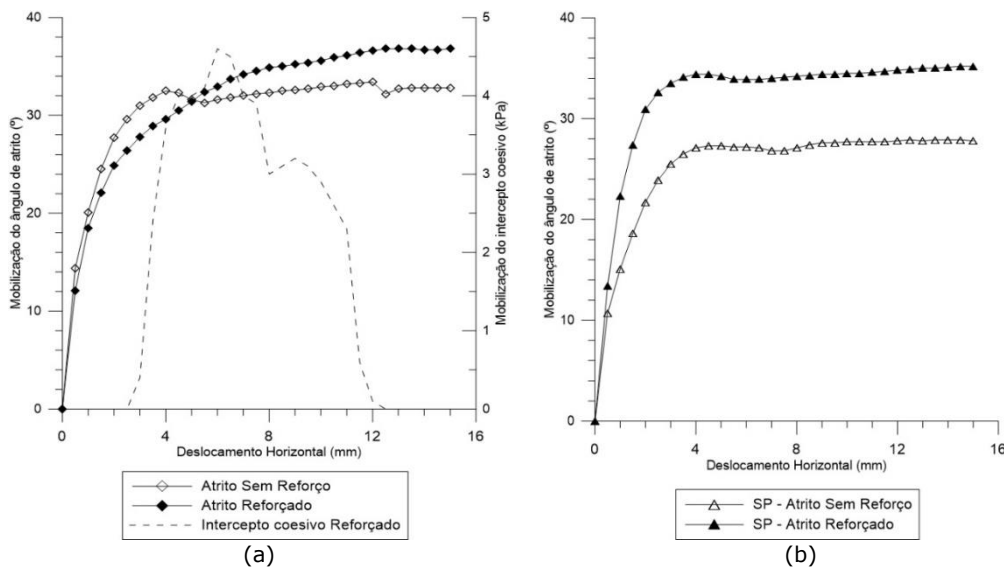 40
30
20
10
0
Mobilização do ângulo de atrito (º)
5
4
3
2
1
0
Mobilização do intercepto coesivo (kPa)
0 4 8 12 16
Deslocamento Horizontal (mm)
Atrito Sem Reforço
Atrito Reforçado
Intercepto coesivo Reforçado
(a)
40
30
20
10
0
Mobilização do ângulo de atrito (º)
0 4 8 12 16
Deslocamento Horizontal (mm)
SP - Atrito Sem Reforço
SP - Atrito Reforçado
(b)